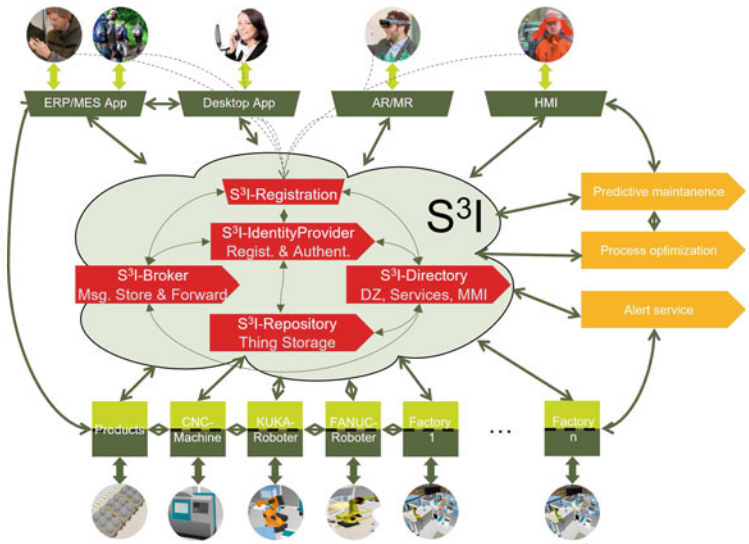 ERP/MES App
Desktop App
AR/MR
HMI
S³I-Registration
S³I
Predictive maintanence
S³I-IdentityProvider
Regist. & Authent.
Process optimization
S³I-Broker
Msg. Store & Forward
S³I-Directory
DZ, Services, MMI
Alert service
S³I-Repository
Thing Storage
Products
CNC-
Machine
KUKA-
Roboter
FANUC-
Roboter
Factory
1
...
Factory
n